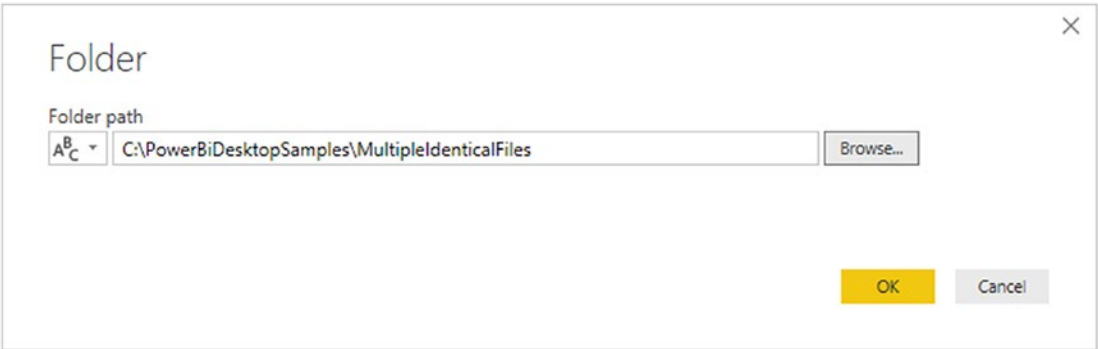 Folder
Folder path
ABC C:\PowerBiDesktopSamples\MultipleIdenticalFiles Browse...
OK Cancel